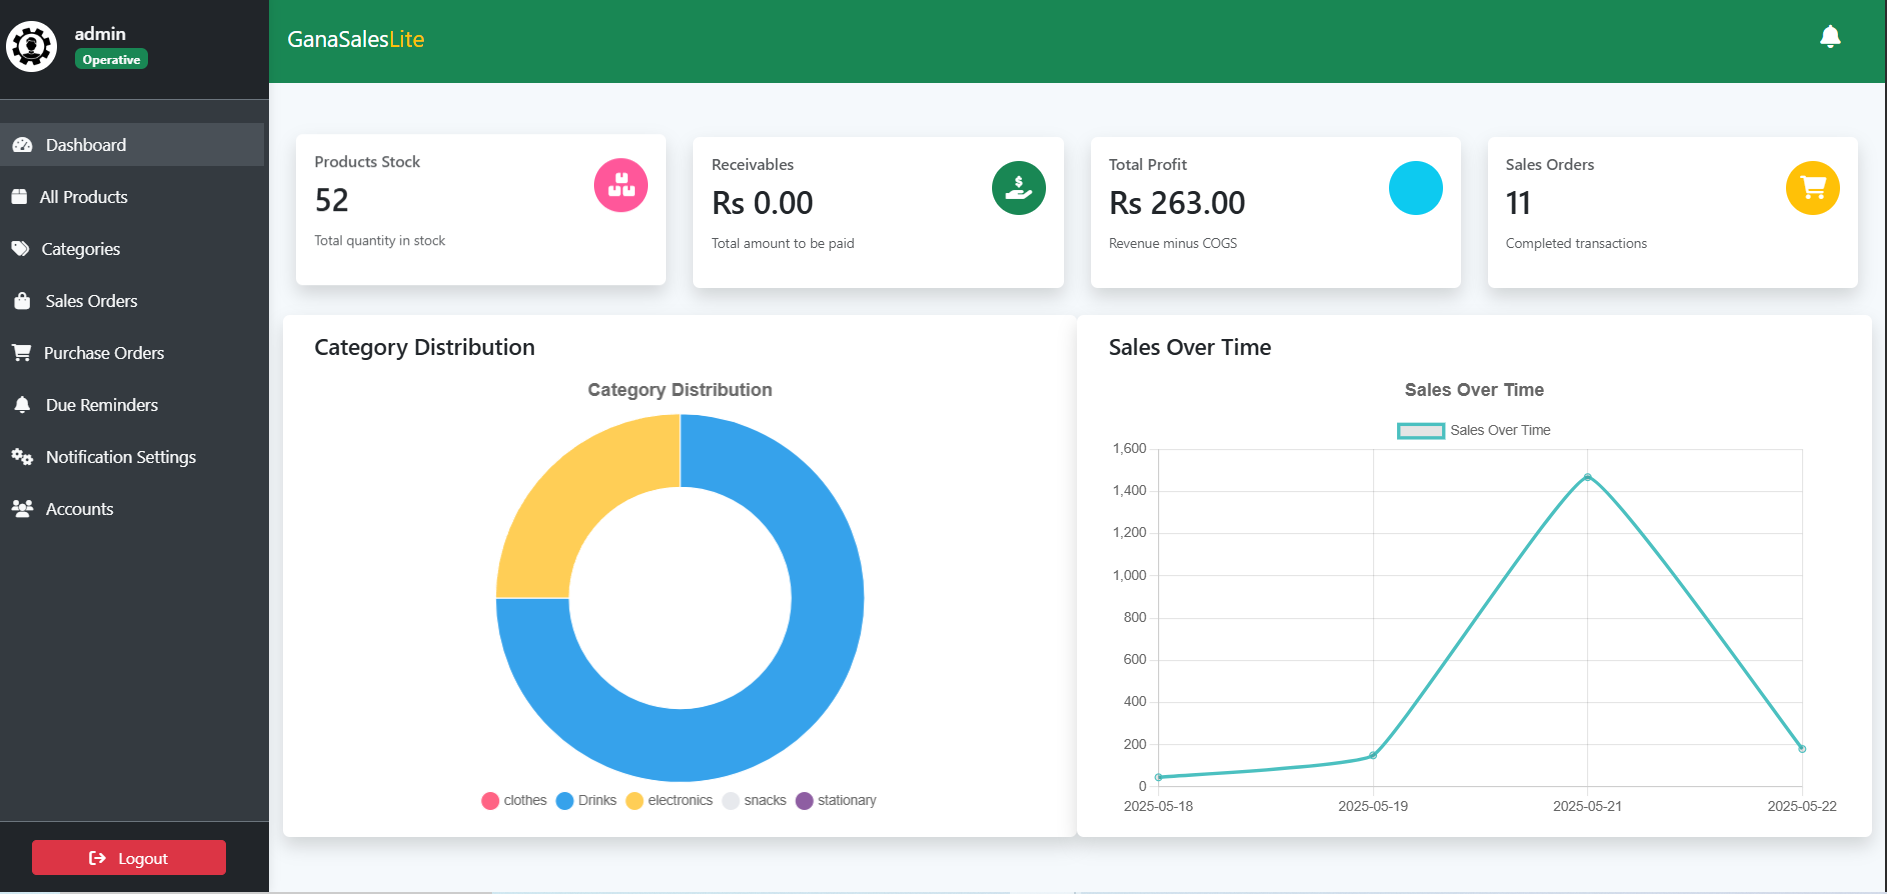 admin
Operative
GanaSalesLite
Dashboard
All Products
Categories
Sales Orders
Purchase Orders
Due Reminders
Notification Settings
Accounts
Logout
Products Stock
52
Total quantity in stock
Receivables
Rs 0.00
Total amount to be paid
Total Profit
Rs 263.00
Revenue minus COGS
Sales Orders
11
Completed transactions
Category Distribution
Category Distribution
clothes Drinks electronics snacks stationary
Sales Over Time
Sales Over Time
Sales Over Time
1,600
1,400
1,200
1,000
800
600
400
200
0
2025-05-18 2025-05-19 2025-05-21 2025-05-22